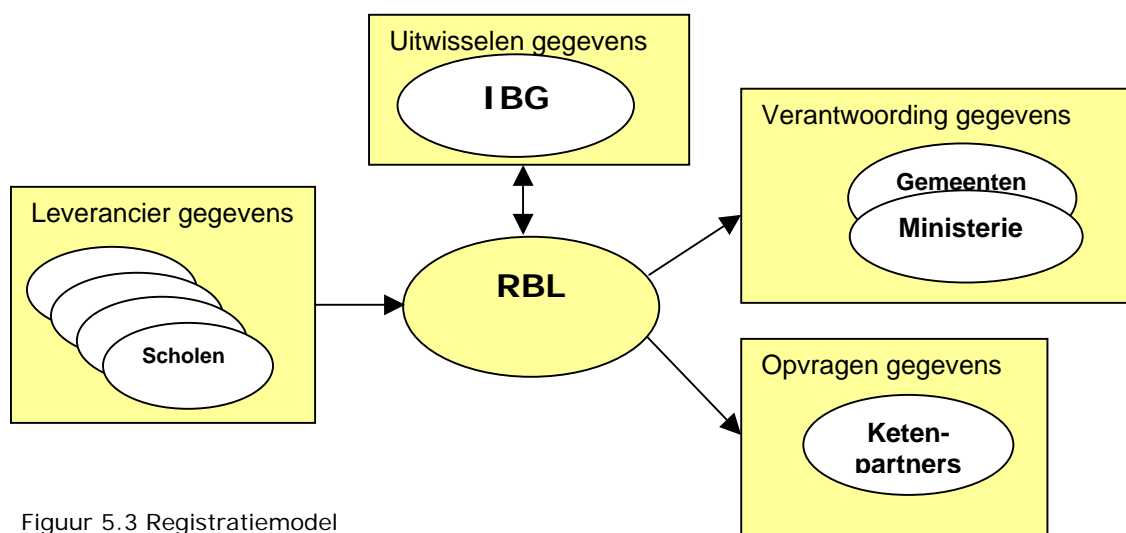 Uitwisselen gegevens
IBG
Verantwoording gegevens
Gemeenten
Ministerie
Leverancier gegevens
Scholen
RBL
Opvragen gegevens
Keten-
partners
Figuur 5.3 Registratiemodel